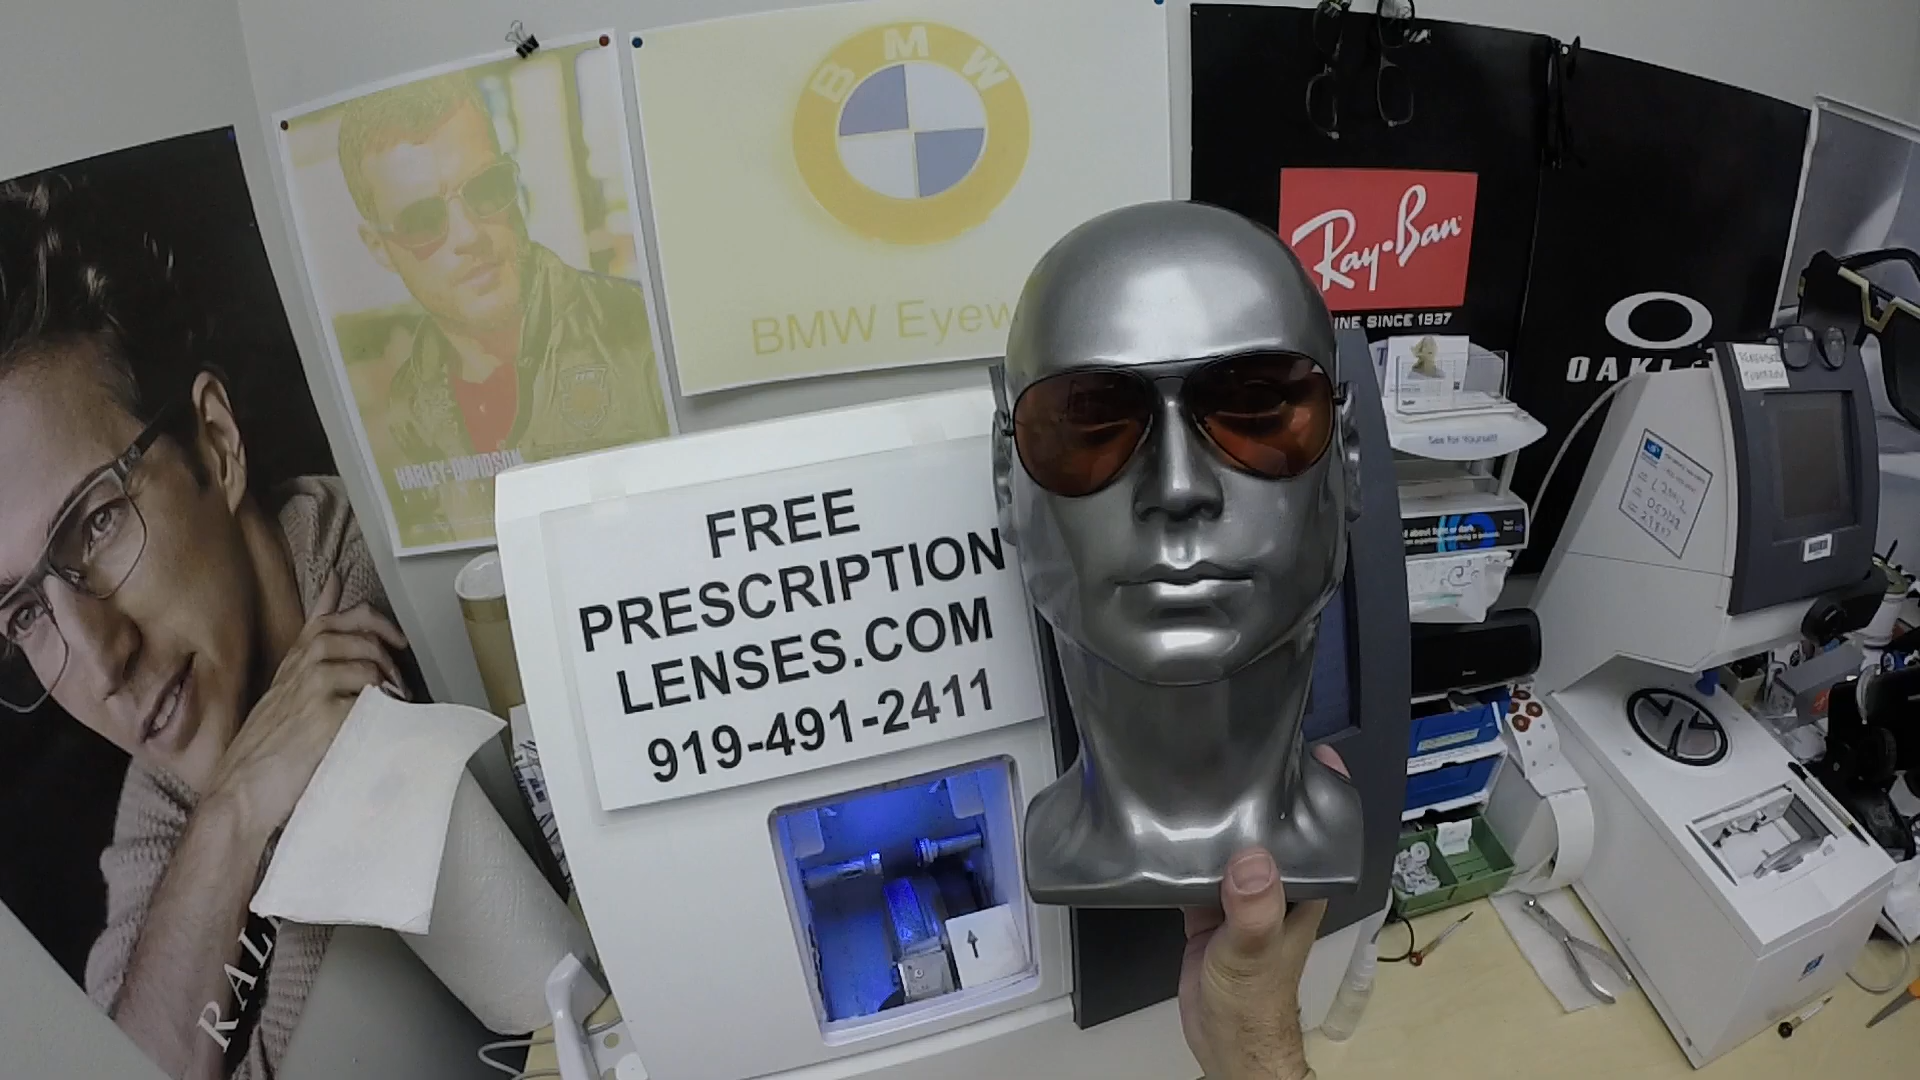 BMW
BMW Eyew
HARLEY-DAVIDSON
RAL
FREE
PRESCRIPTION
LENSES.COM
919-491-2411
Ray-Ban
INE SINCE 1937
OAKL
See for Yourself